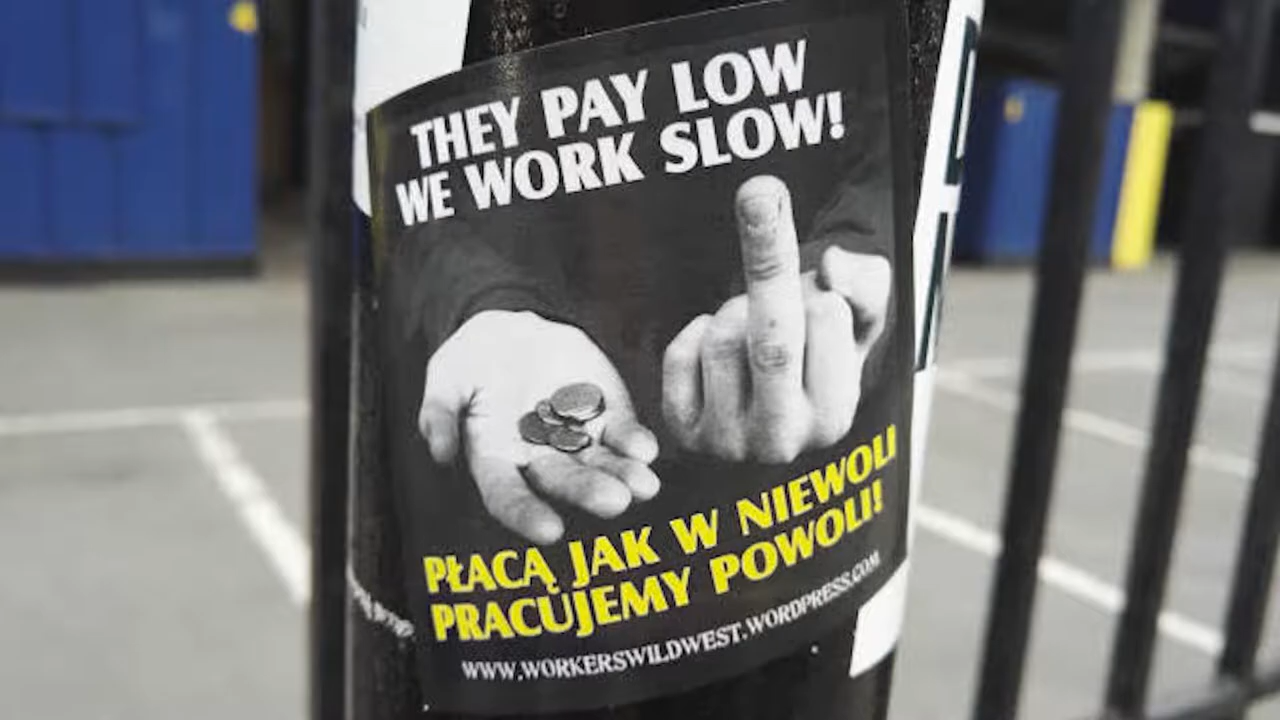 THEY PAY LOW
WE WORK SLOW!
PŁACĄ JAK W NIEWOLI
PRACUJEMY POWOLI!
WWW.WORKERSWILDWEST.WORDPRESS.COM